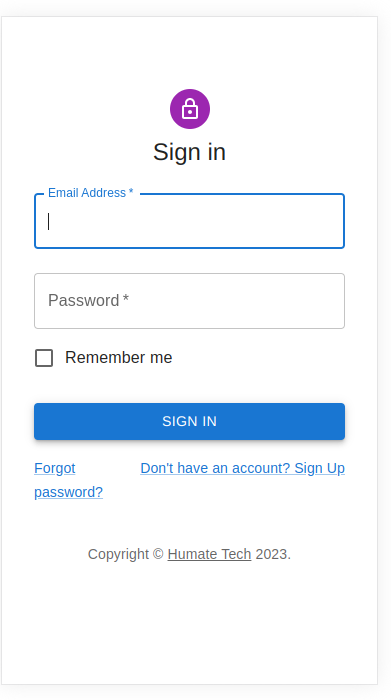 Sign in
Email Address *
Password *
Remember me
SIGN IN
Forgot password?
Don't have an account? Sign Up
Copyright © Humate Tech 2023.